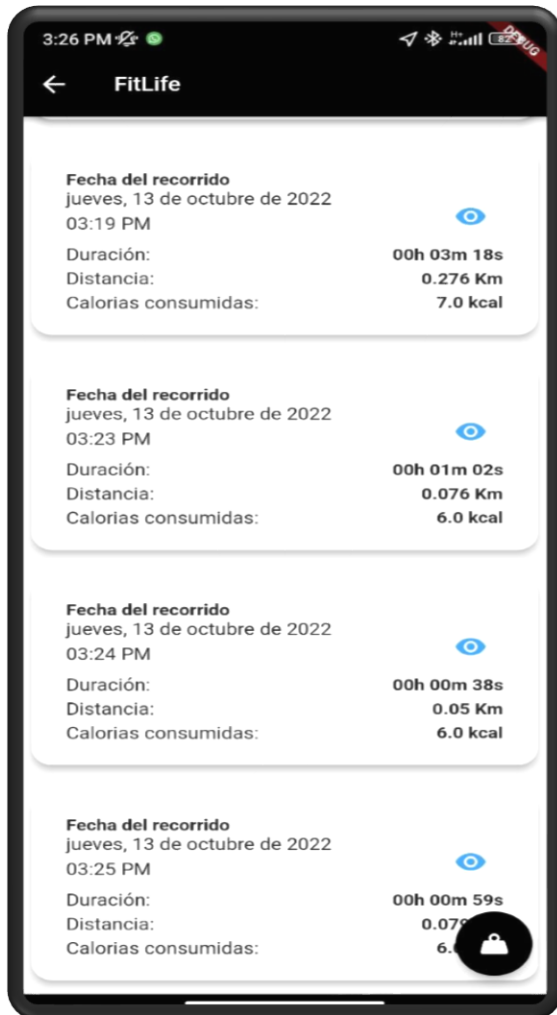 3:26 PM
82
DEBUG
FitLife
Fecha del recorrido
jueves, 13 de octubre de 2022
03:19 PM
Duración: 00h 03m 18s
Distancia: 0.276 Km
Calorias consumidas: 7.0 kcal
Fecha del recorrido
jueves, 13 de octubre de 2022
03:23 PM
Duración: 00h 01m 02s
Distancia: 0.076 Km
Calorias consumidas: 6.0 kcal
Fecha del recorrido
jueves, 13 de octubre de 2022
03:24 PM
Duración: 00h 00m 38s
Distancia: 0.05 Km
Calorias consumidas: 6.0 kcal
Fecha del recorrido
jueves, 13 de octubre de 2022
03:25 PM
Duración: 00h 00m 59s
Distancia:
Calorias consumidas: